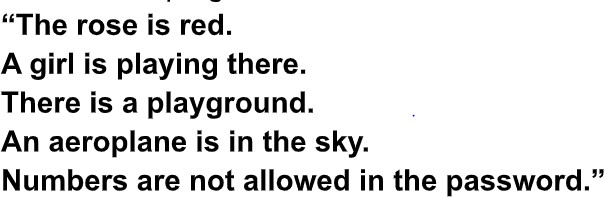 “The rose is red.
A girl is playing there.
There is a playground.
An aeroplane is in the sky.
Numbers are not allowed in the password.”